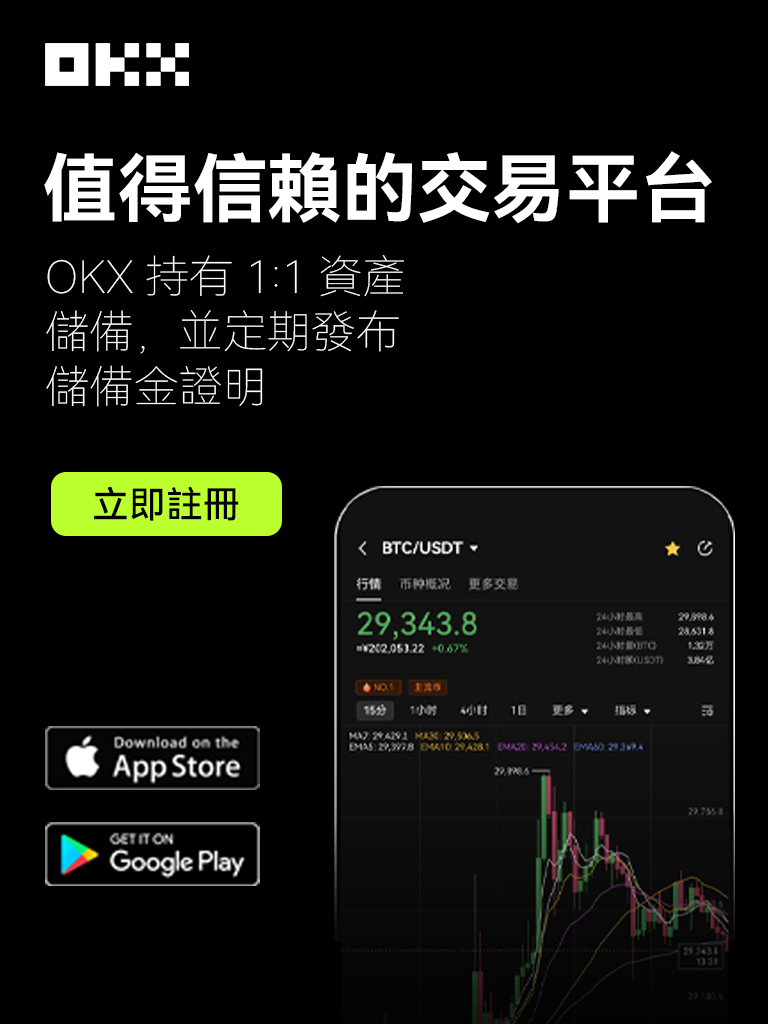 OKX
值得信賴的交易平台
OKX 持有 1:1 資產
儲備，並定期發布
儲備金證明
立即註冊
BTC/USDT
行情 币种概况 更多交易
29,343.8
≈¥202,053.22 +0.67%
24小时最高 29,898.6
24小时最低 28,631.8
24小时量(BTC) 1.32万
24小时额(USDT) 3.84亿
NO.1 主流币
15分 1小时 4小时 1日 更多 指标
MA7: 29,429.1 MA30: 29,506.5
EMA5: 29,397.8 EMA10: 29,428.1 EMA20: 29,454.2 EMA60: 29,369.4
29,898.6
29,756.8
29,343.8
13:59
29,180.4
Download on the
App Store
GET IT ON
Google Play